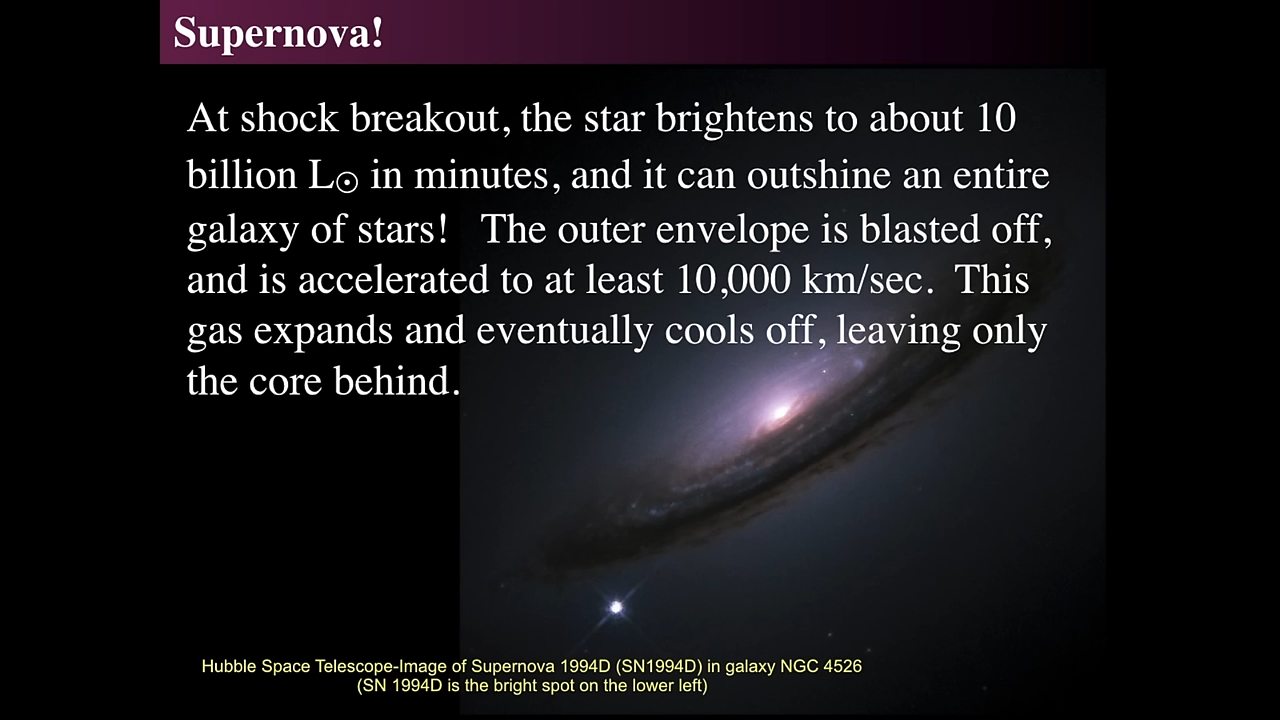 Supernova!
At shock breakout, the star brightens to about 10
billion L☉ in minutes, and it can outshine an entire
galaxy of stars! The outer envelope is blasted off,
and is accelerated to at least 10,000 km/sec. This
gas expands and eventually cools off, leaving only
the core behind.
Hubble Space Telescope-Image of Supernova 1994D (SN1994D) in galaxy NGC 4526
(SN 1994D is the bright spot on the lower left)